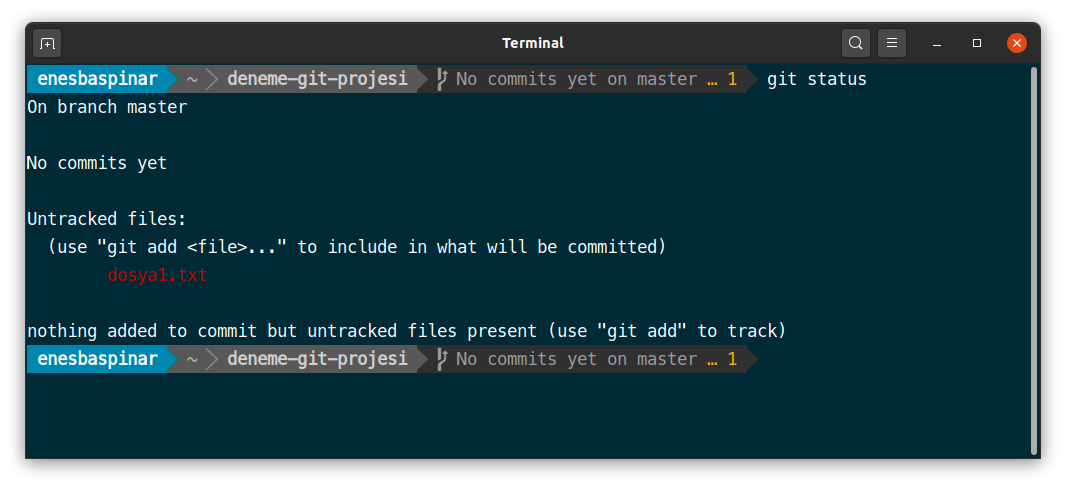 Terminal
enesbaspinar ~ deneme-git-projesi No commits yet on master … 1 git status
On branch master
No commits yet
Untracked files:
(use "git add <file>..." to include in what will be committed)
dosya1.txt
nothing added to commit but untracked files present (use "git add" to track)
enesbaspinar ~ deneme-git-projesi No commits yet on master … 1